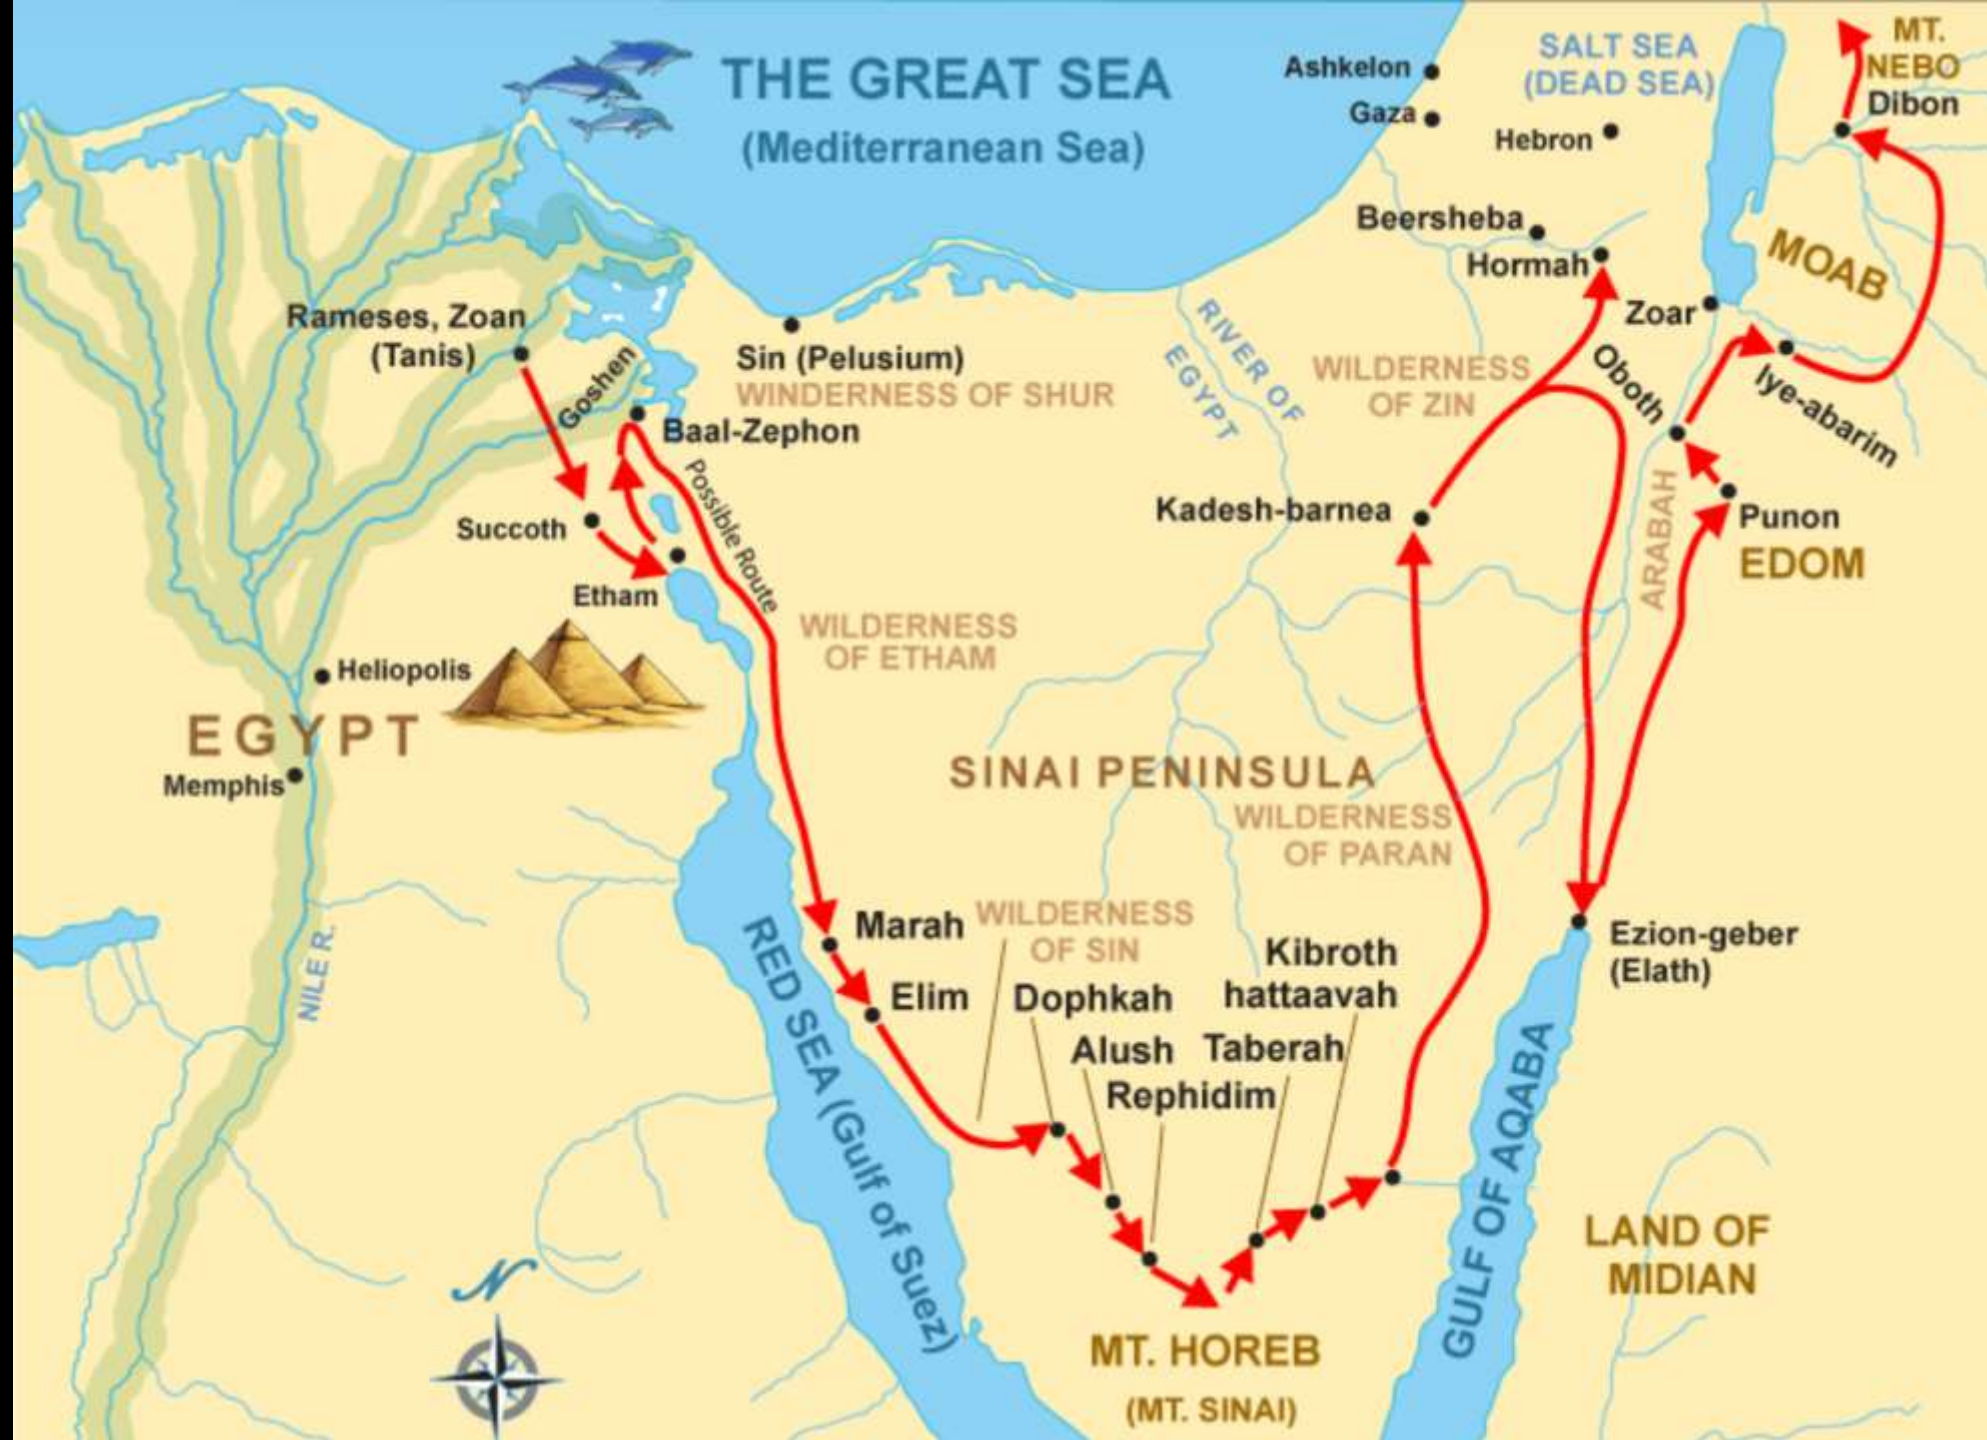 THE GREAT SEA
(Mediterranean Sea)
Ashkelon
Gaza
SALT SEA
(DEAD SEA)
Hebron
MT.
NEBO
Dibon
Beersheba
Hormah
Zoar
MOAB
Rameses, Zoan
(Tanis)
Goshen
Sin (Pelusium)
WINDERNESS OF SHUR
Baal-Zephon
RIVER OF
EGYPT
WILDERNESS
OF ZIN
Oboth
Iye-abarim
Possible Route
Succoth
Etham
Kadesh-barnea
ARABAH
Punon
EDOM
WILDERNESS
OF ETHAM
Heliopolis
EGYPT
Memphis
SINAI PENINSULA
WILDERNESS
OF PARAN
NILE R.
RED SEA (Gulf of Suez)
Marah
WILDERNESS
OF SIN
Elim
Dophkah
Kibroth
hattaavah
Alush
Taberah
Rephidim
Ezion-geber
(Elath)
GULF OF AQABA
LAND OF
MIDIAN
N
MT. HOREB
(MT. SINAI)